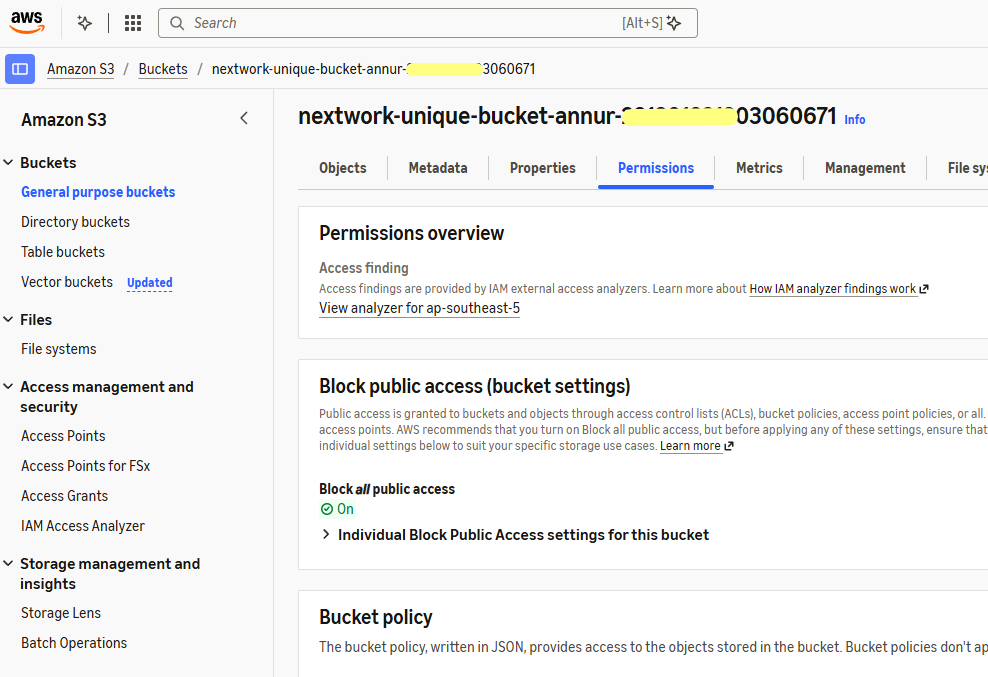 aws
Search
[Alt+S]
Amazon S3 / Buckets / nextwork-unique-bucket-annur- 3060671
Amazon S3
Buckets
General purpose buckets
Directory buckets
Table buckets
Vector buckets Updated
Files
File systems
Access management and
security
Access Points
Access Points for FSx
Access Grants
IAM Access Analyzer
Storage management and
insights
Storage Lens
Batch Operations
nextwork-unique-bucket-annur- 03060671 Info
Objects Metadata Properties Permissions Metrics Management File sy
Permissions overview
Access finding
Access findings are provided by IAM external access analyzers. Learn more about How IAM analyzer findings work
View analyzer for ap-southeast-5
Block public access (bucket settings)
Public access is granted to buckets and objects through access control lists (ACLs), bucket policies, access point policies, or all.
access points. AWS recommends that you turn on Block all public access, but before applying any of these settings, ensure that
individual settings below to suit your specific storage use cases. Learn more
Block all public access
On
Individual Block Public Access settings for this bucket
Bucket policy
The bucket policy, written in JSON, provides access to the objects stored in the bucket. Bucket policies don't ap